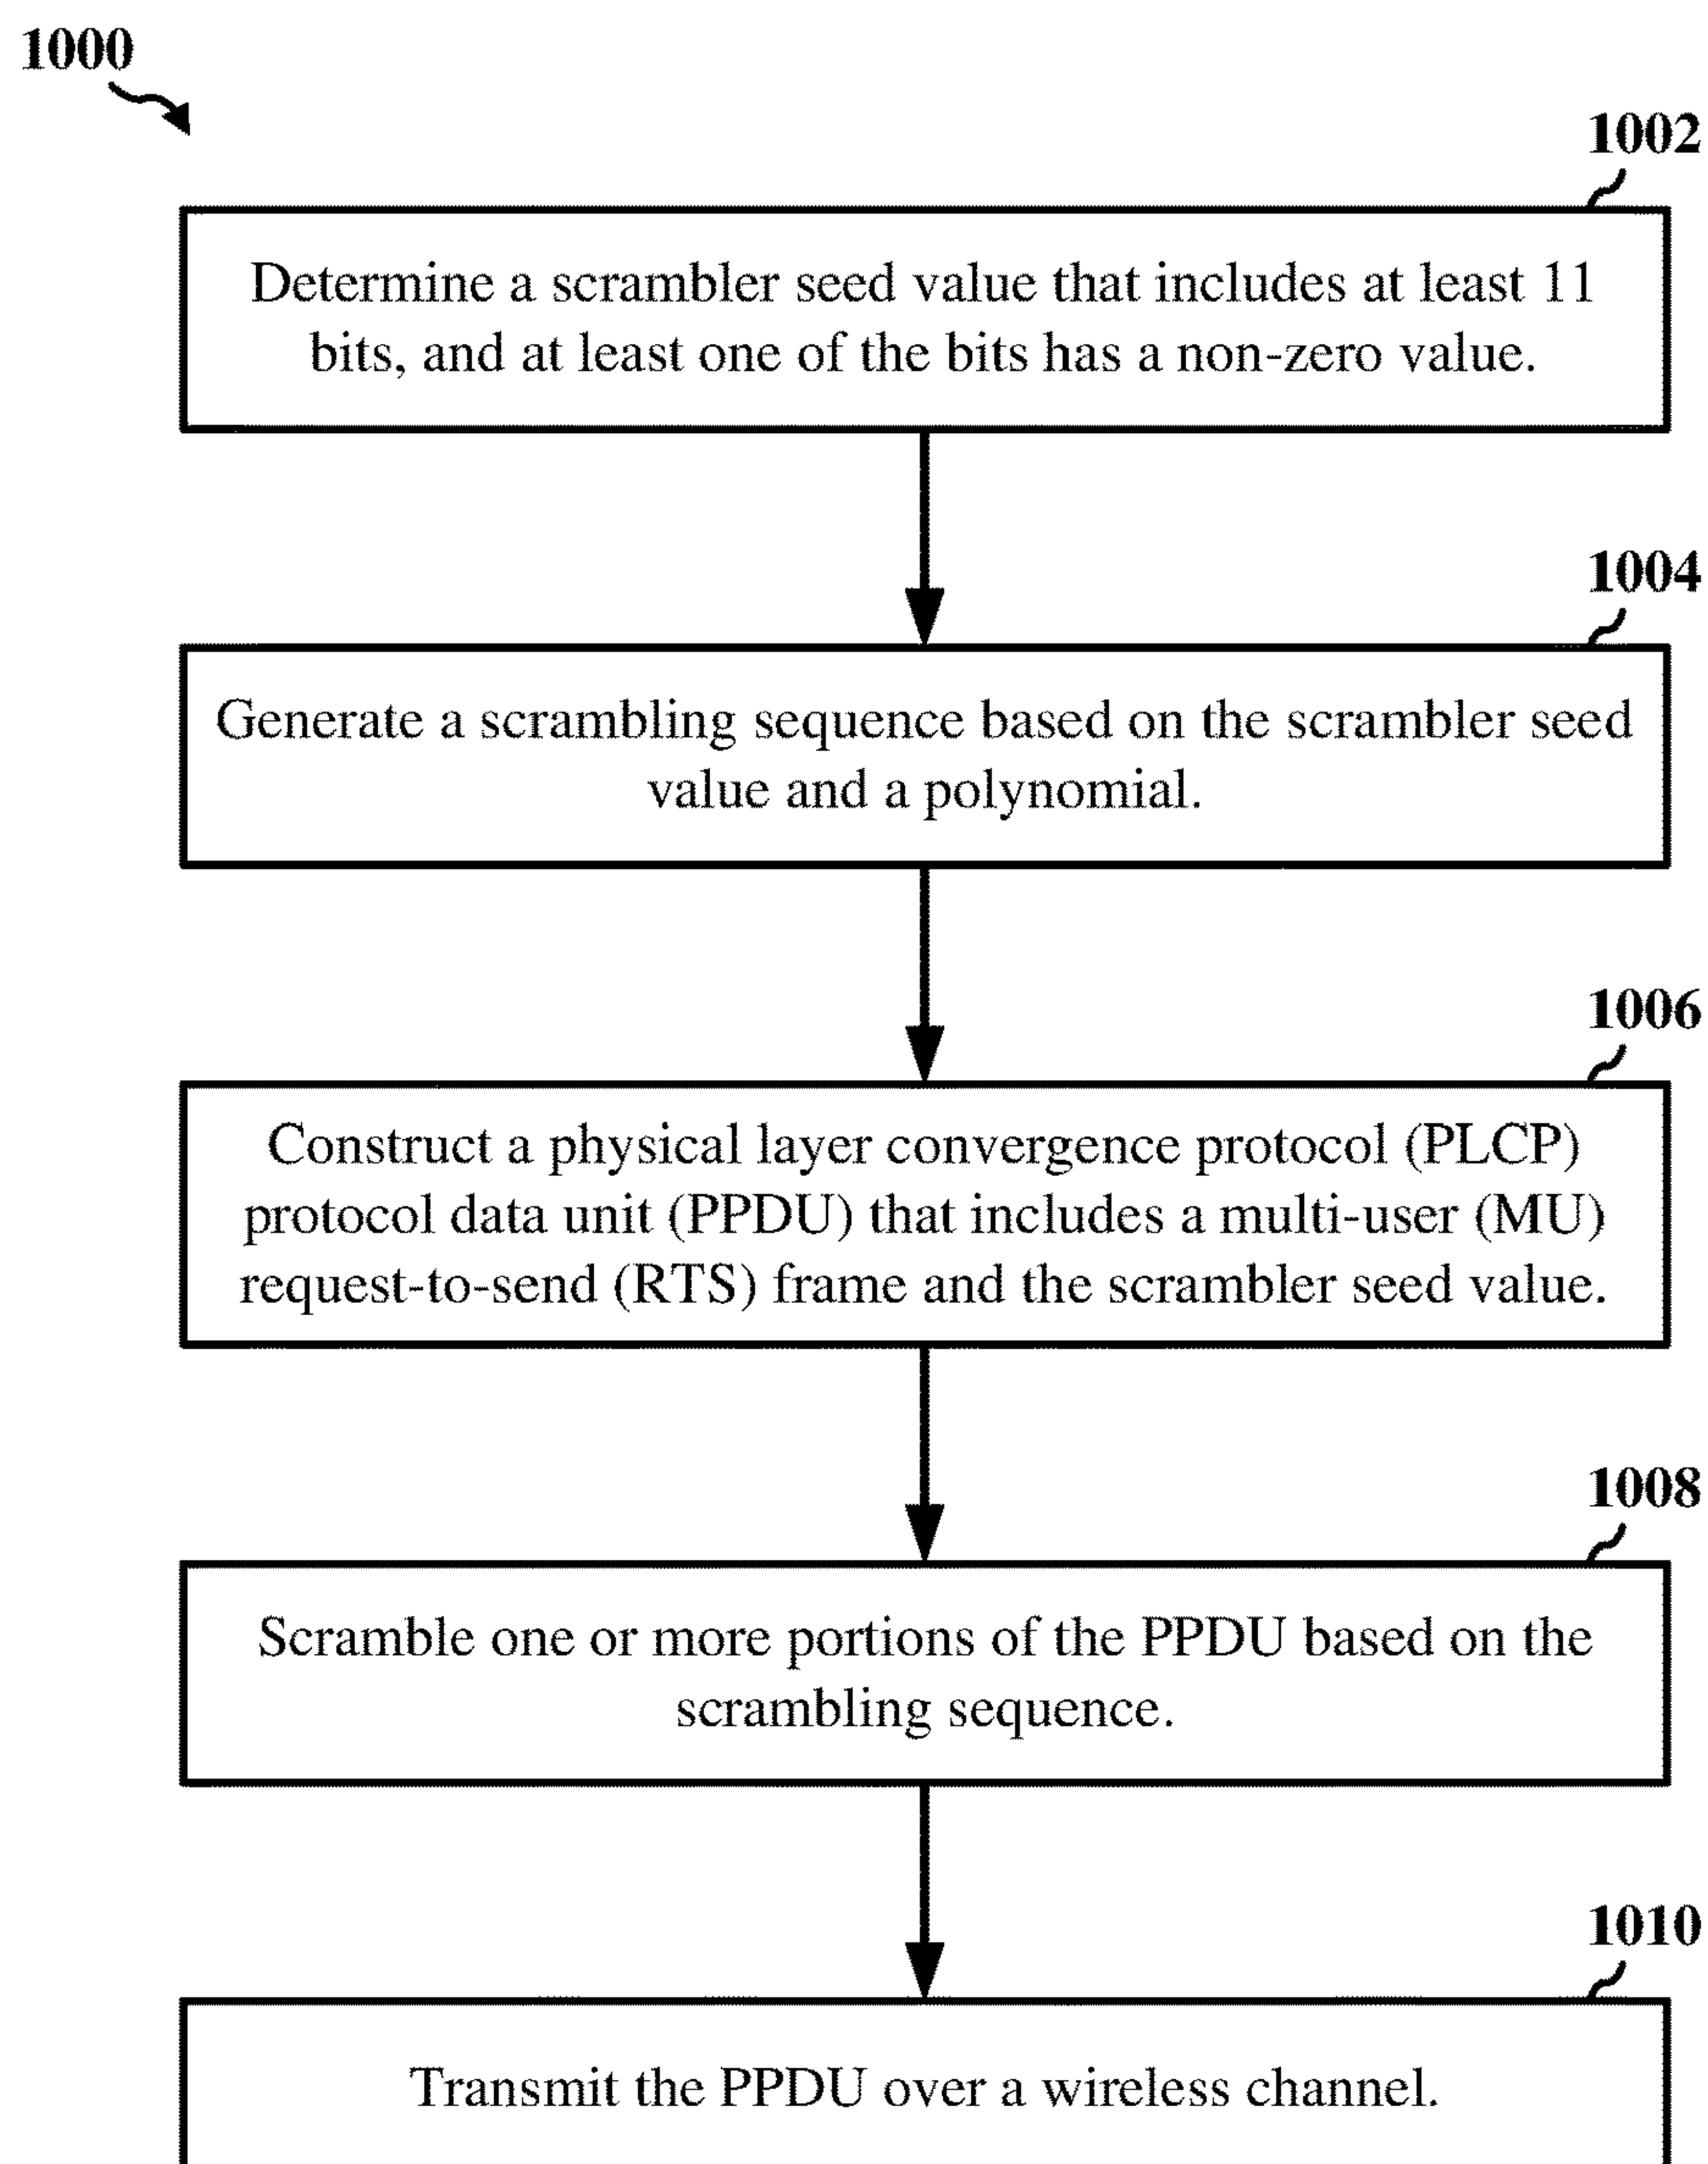 1000
1002
Determine a scrambler seed value that includes at least 11
bits, and at least one of the bits has a non-zero value.
1004
Generate a scrambling sequence based on the scrambler seed
value and a polynomial.
1006
Construct a physical layer convergence protocol (PLCP)
protocol data unit (PPDU) that includes a multi-user (MU)
request-to-send (RTS) frame and the scrambler seed value.
1008
Scramble one or more portions of the PPDU based on the
scrambling sequence.
1010
Transmit the PPDU over a wireless channel.